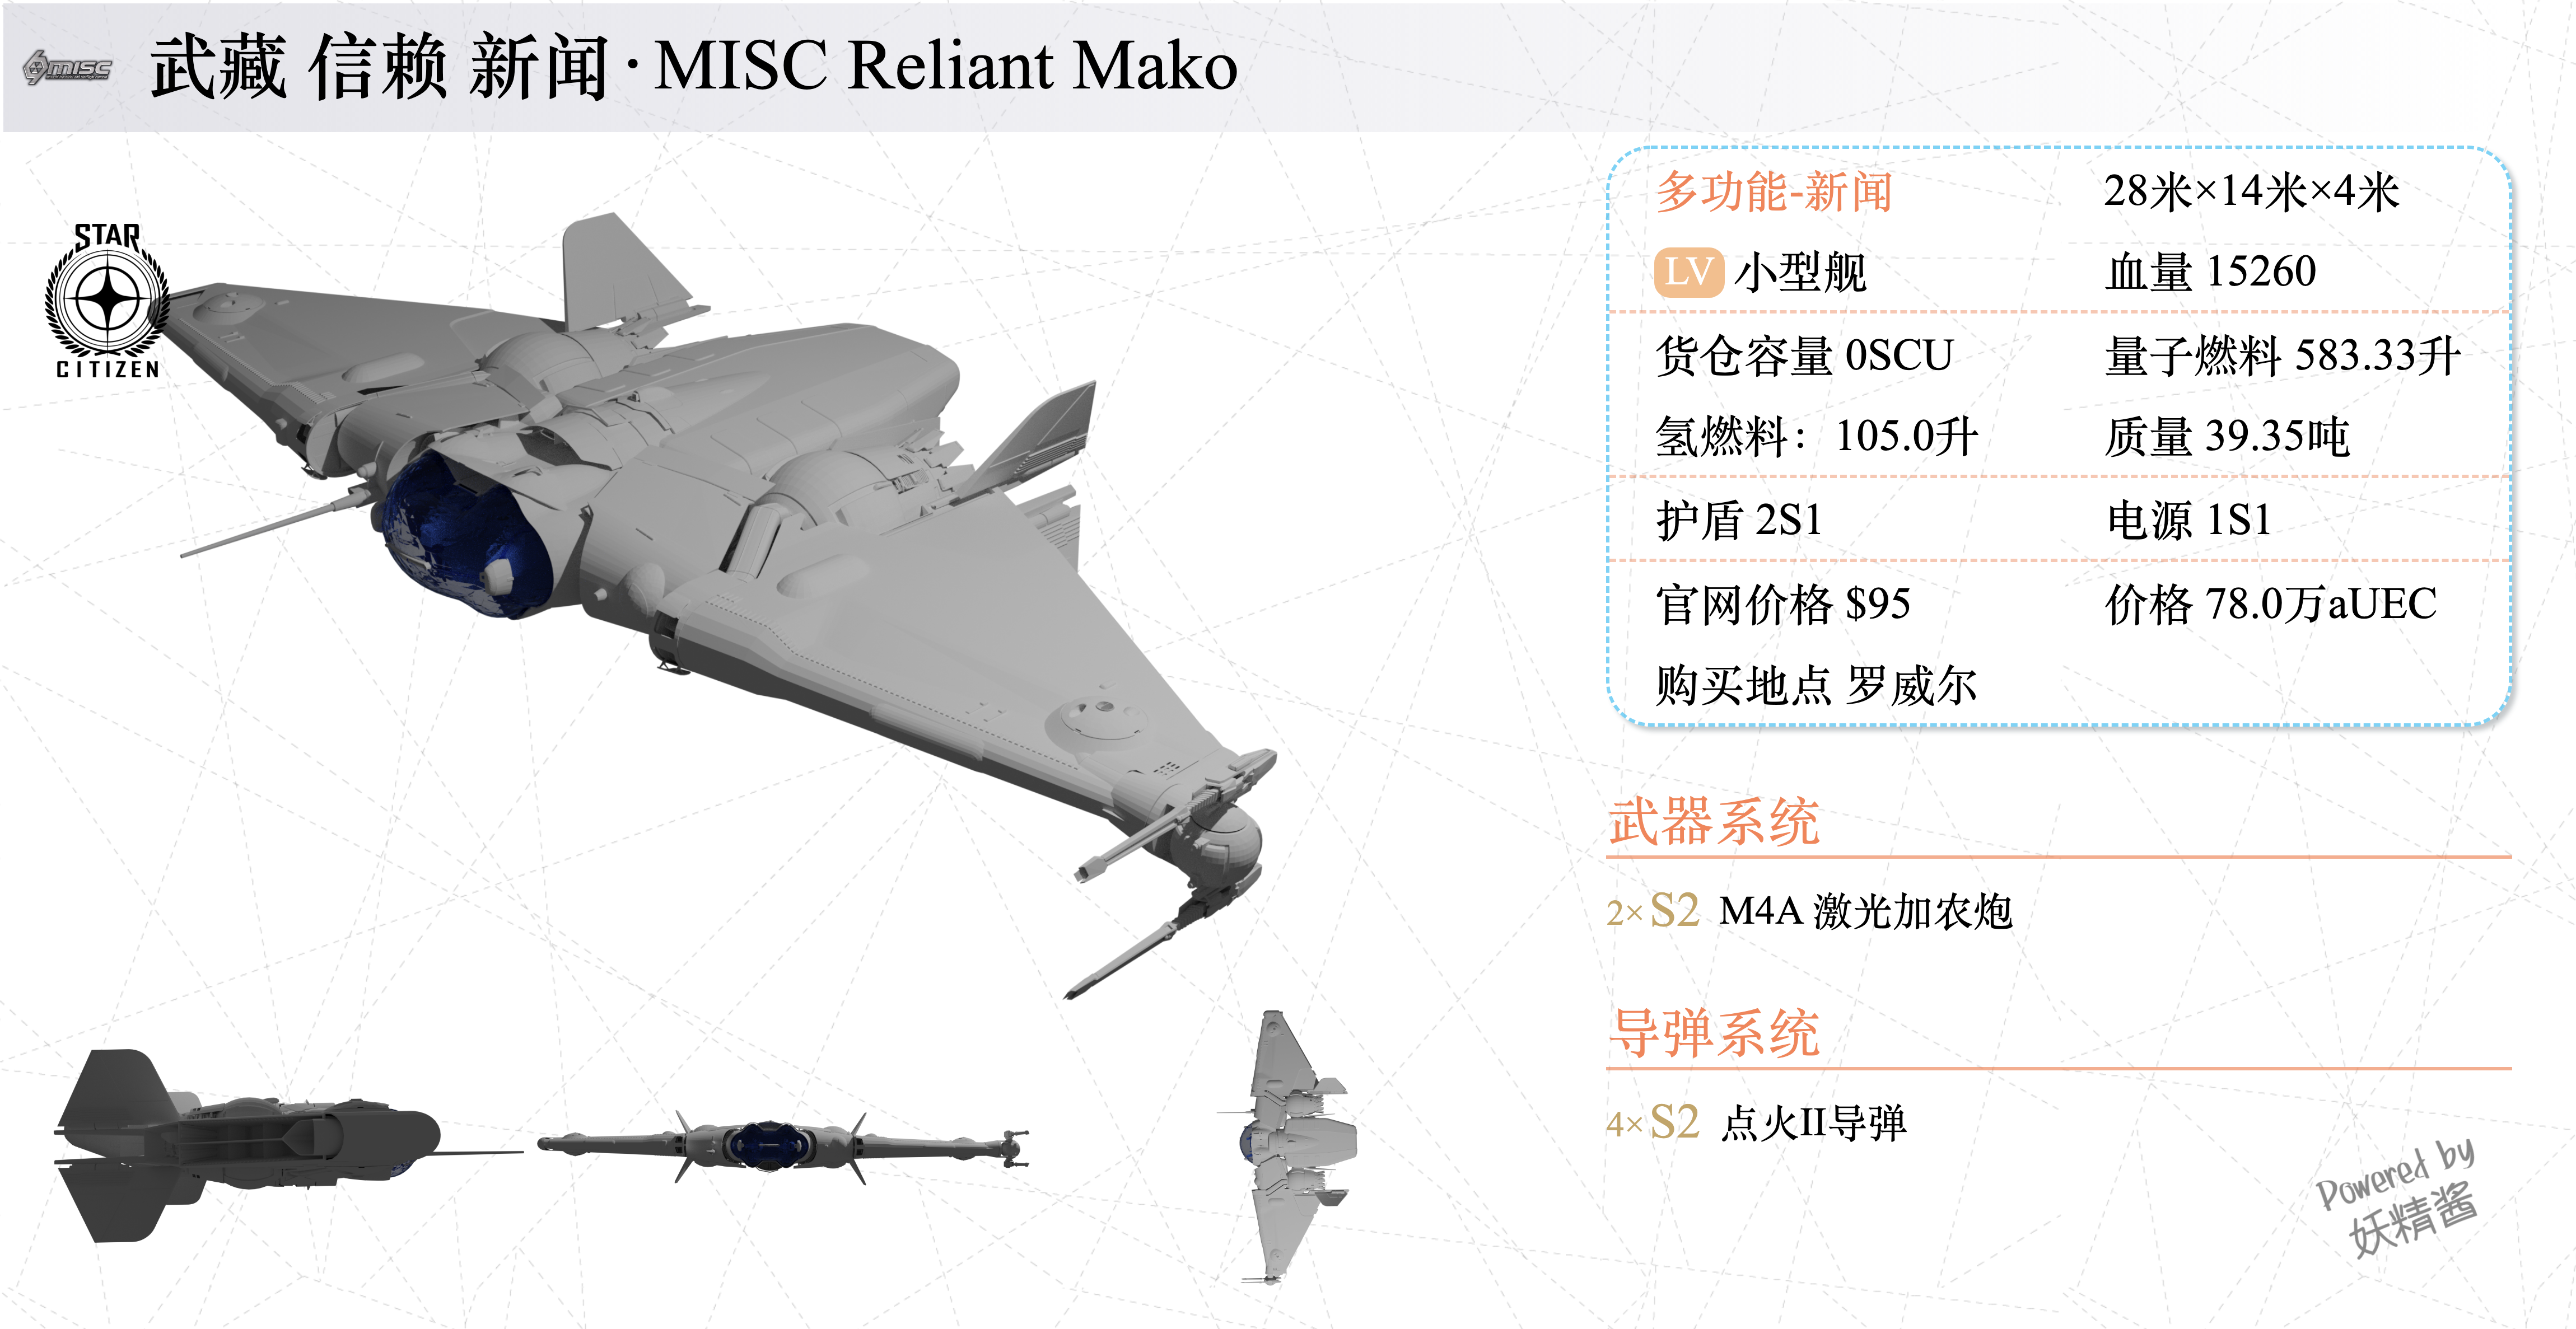 MISC
武藏 信赖 新闻·MISC Reliant Mako
STAR
CITIZEN
多功能-新闻 28米×14米×4米
LV 小型舰 血量 15260
货仓容量 0SCU 量子燃料 583.33升
氢燃料：105.0升 质量 39.35吨
护盾 2S1 电源 1S1
官网价格 $95 价格 78.0万aUEC
购买地点 罗威尔
武器系统
2× S2 M4A 激光加农炮
导弹系统
4× S2 点火II导弹
Powered by
妖精酱